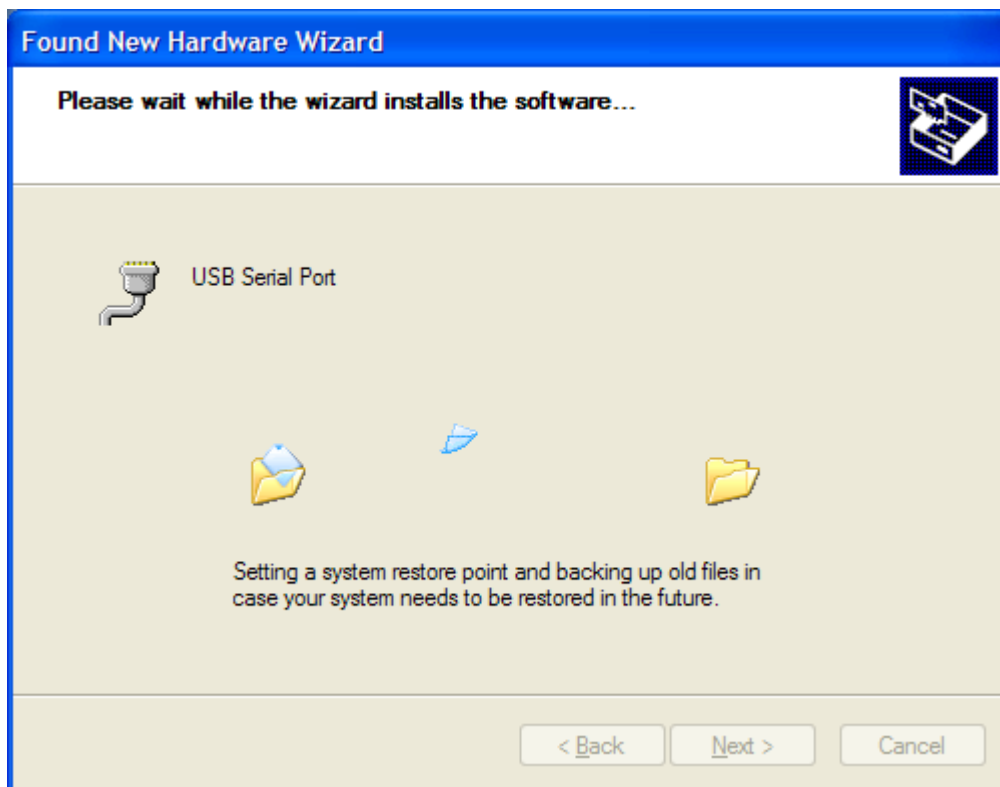 Found New Hardware Wizard
Please wait while the wizard installs the software...
USB Serial Port
Setting a system restore point and backing up old files in
case your system needs to be restored in the future.
< Back
Next >
Cancel